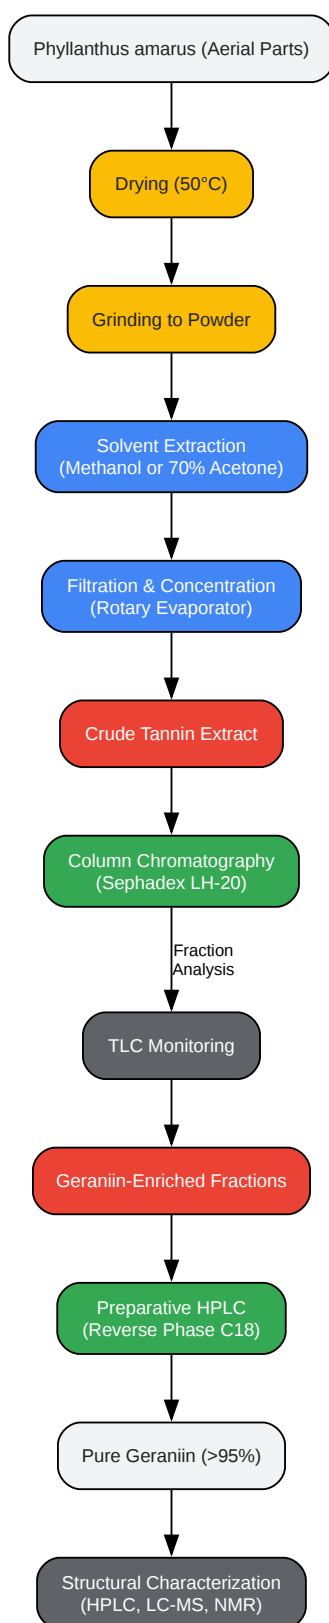 Phyllanthus amarus (Aerial Parts)
Drying (50°C)
Grinding to Powder
Solvent Extraction
(Methanol or 70% Acetone)
Filtration & Concentration
(Rotary Evaporator)
Crude Tannin Extract
Column Chromatography
(Sephadex LH-20)
Fraction
Analysis
TLC Monitoring
Geraniin-Enriched Fractions
Preparative HPLC
(Reverse Phase C18)
Pure Geraniin (>95%)
Structural Characterization
(HPLC, LC-MS, NMR)